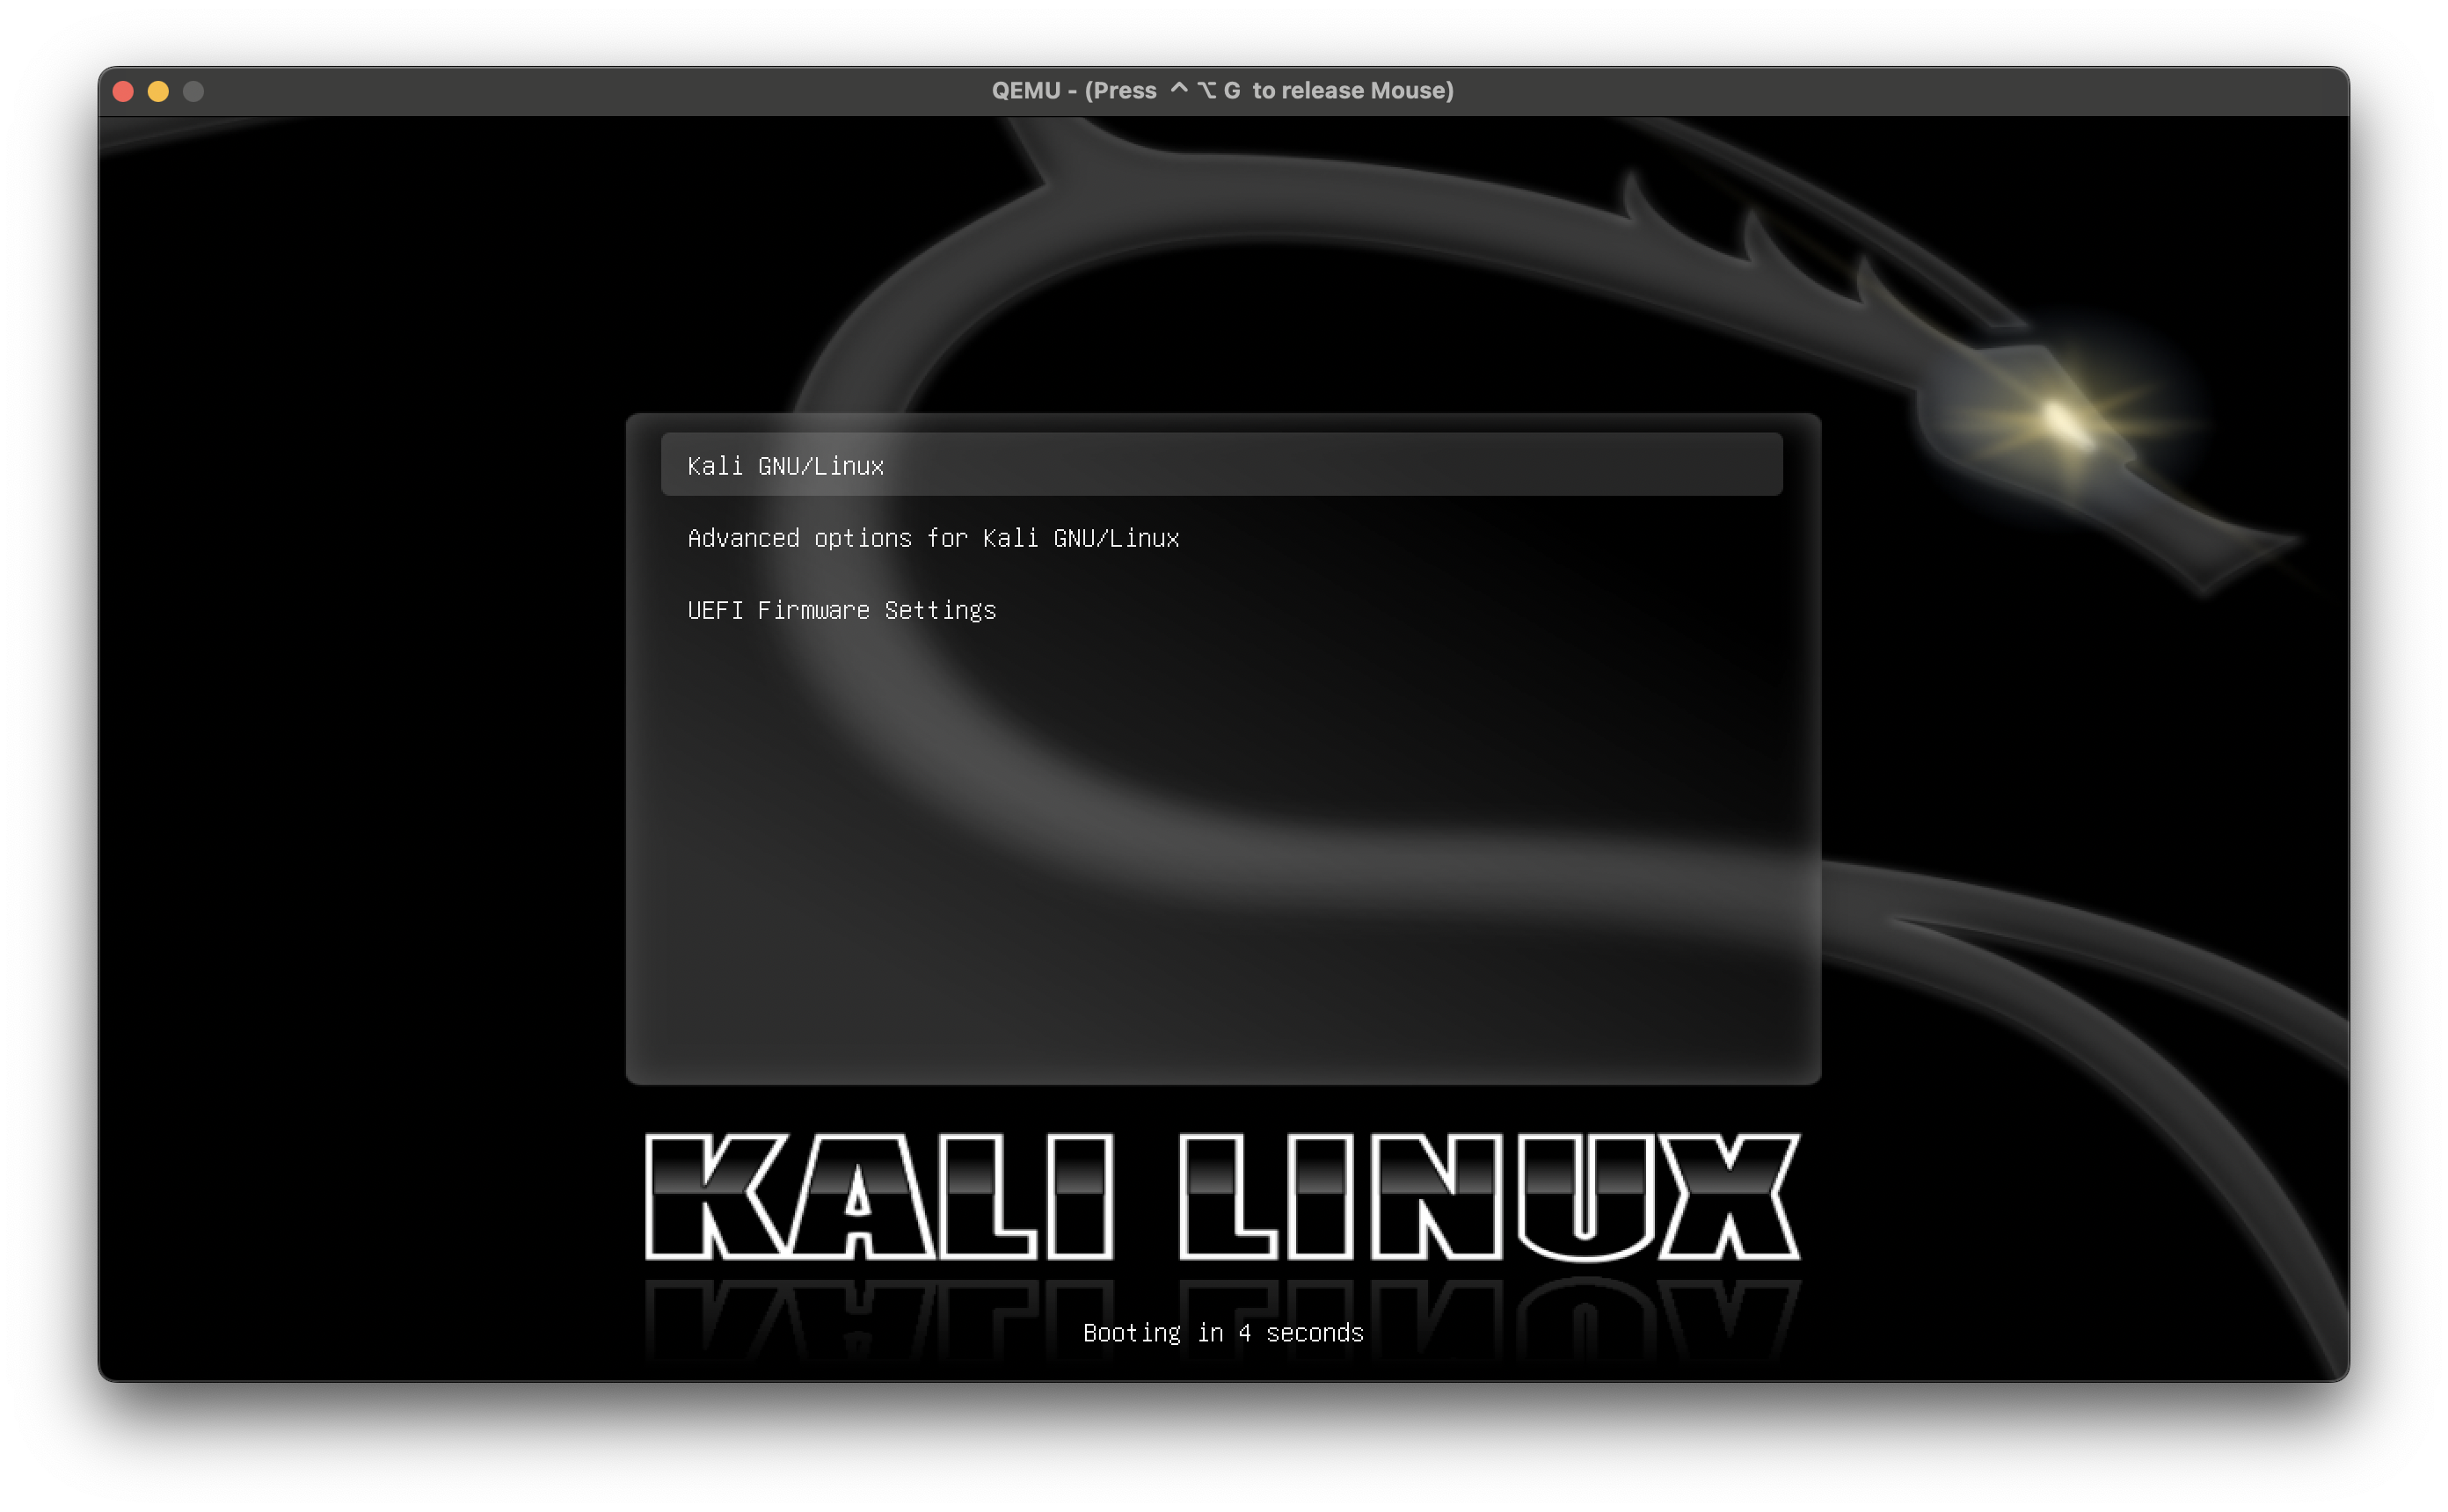 QEMU - (Press ^ ⌥ G to release Mouse)
Kali GNU/Linux
Advanced options for Kali GNU/Linux
UEFI Firmware Settings
KALI LINUX
Booting in 4 seconds